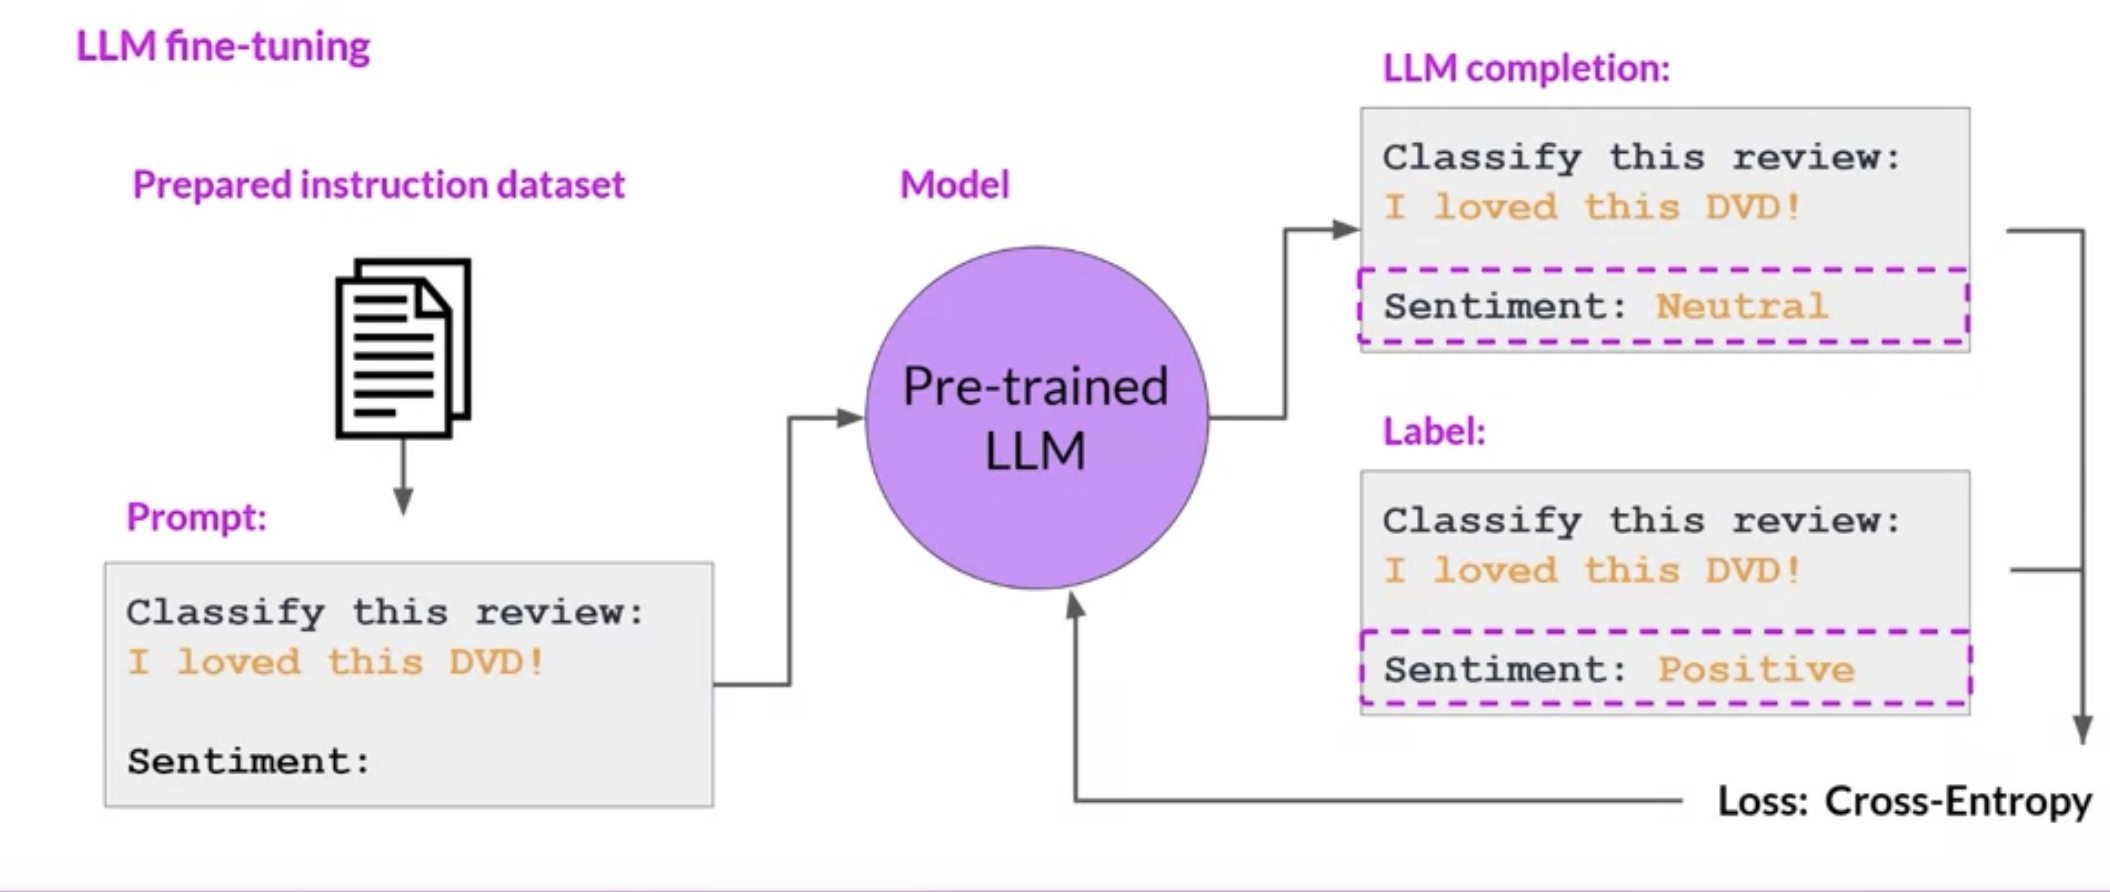 LLM fine-tuning
Prepared instruction dataset
Prompt:
Classify this review:
I loved this DVD!
Sentiment:
Model
Pre-trained
LLM
LLM completion:
Classify this review:
I loved this DVD!
Sentiment: Neutral
Label:
Classify this review:
I loved this DVD!
Sentiment: Positive
Loss: Cross-Entropy